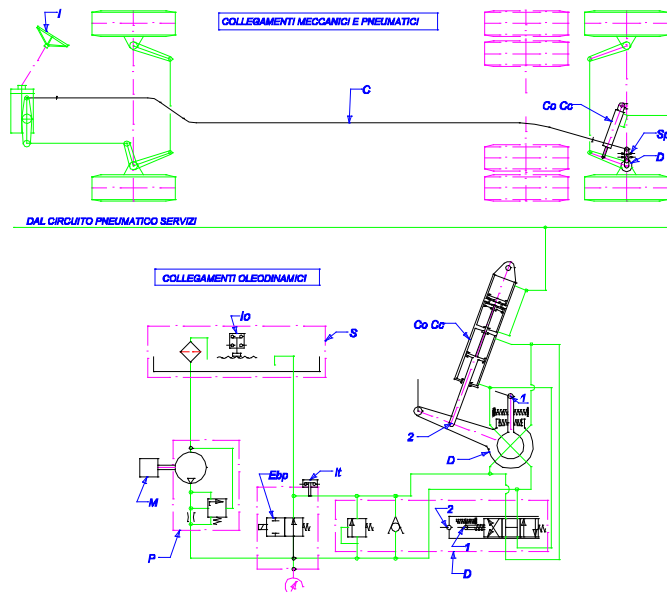 I
COLLEGAMENTI MECCANICI E PNEUMATICI
C
Co Cc
Sp
D
DAL CIRCUITO PNEUMATICO SERVIZI
COLLEGAMENTI OLEODINAMICI
Io
S
Co Cc
1
2
D
Ebp
It
M
2
1
P
D